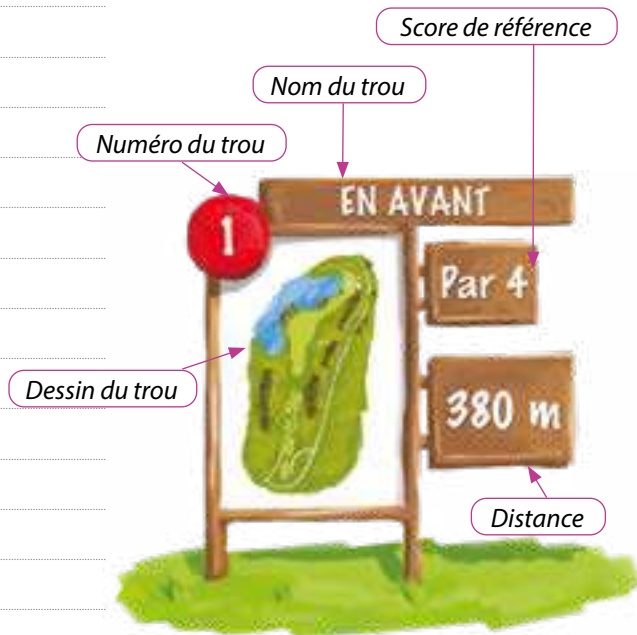 Score de référence
Nom du trou
Numéro du trou
EN AVANT
1
Par 4
Dessin du trou
380 m
Distance